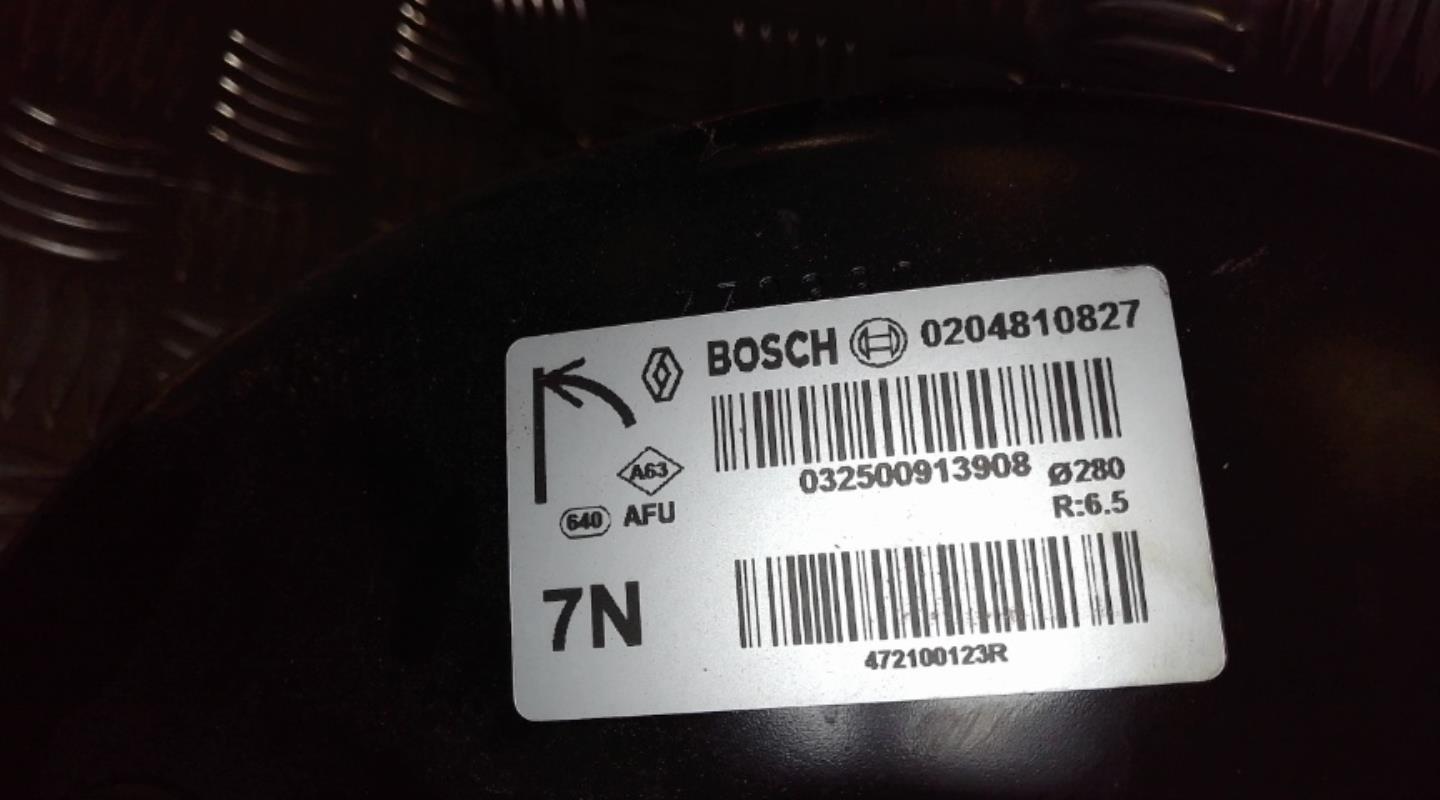 BOSCH 0204810827
032500913908 Ø280
R:6.5
A63
640 AFU
7N
472100123R